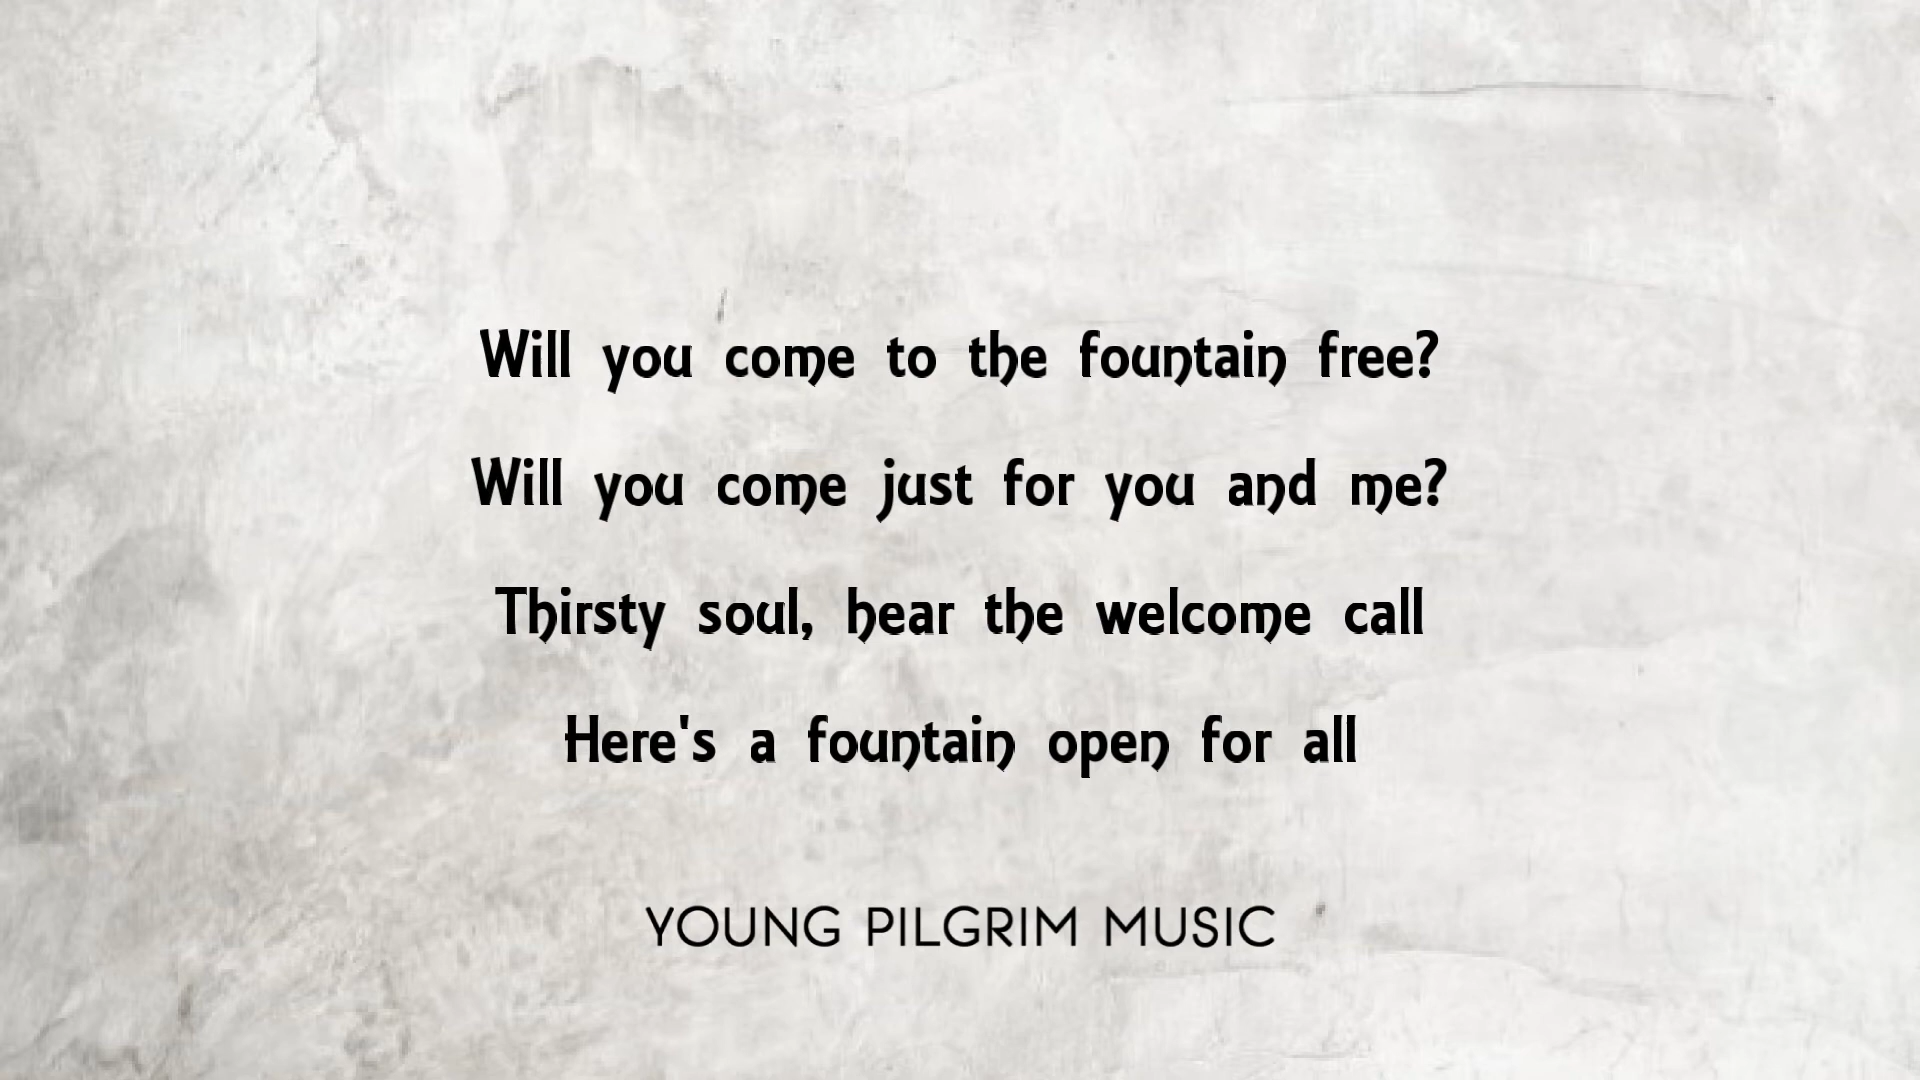 Will you come to the fountain free?
Will you come just for you and me?
Thirsty soul, hear the welcome call
Here's a fountain open for all
YOUNG PILGRIM MUSIC